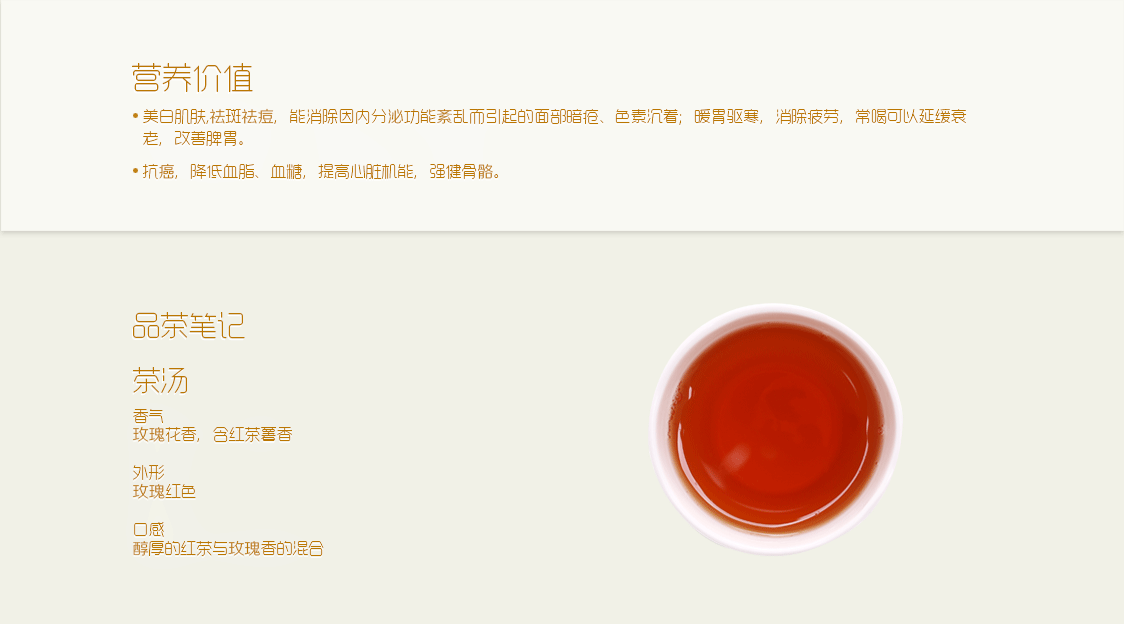 营养价值
• 美白肌肤,祛斑祛痘，能消除因内分泌功能紊乱而引起的面部暗疮、色素沉着；暖胃驱寒，消除疲劳，常喝可以延缓衰
老，改善脾胃。
• 抗癌，降低血脂、血糖，提高心脏机能，强健骨骼。
品茶笔记
茶汤
香气
玫瑰花香，含红茶薯香
外形
玫瑰红色
口感
醇厚的红茶与玫瑰香的混合